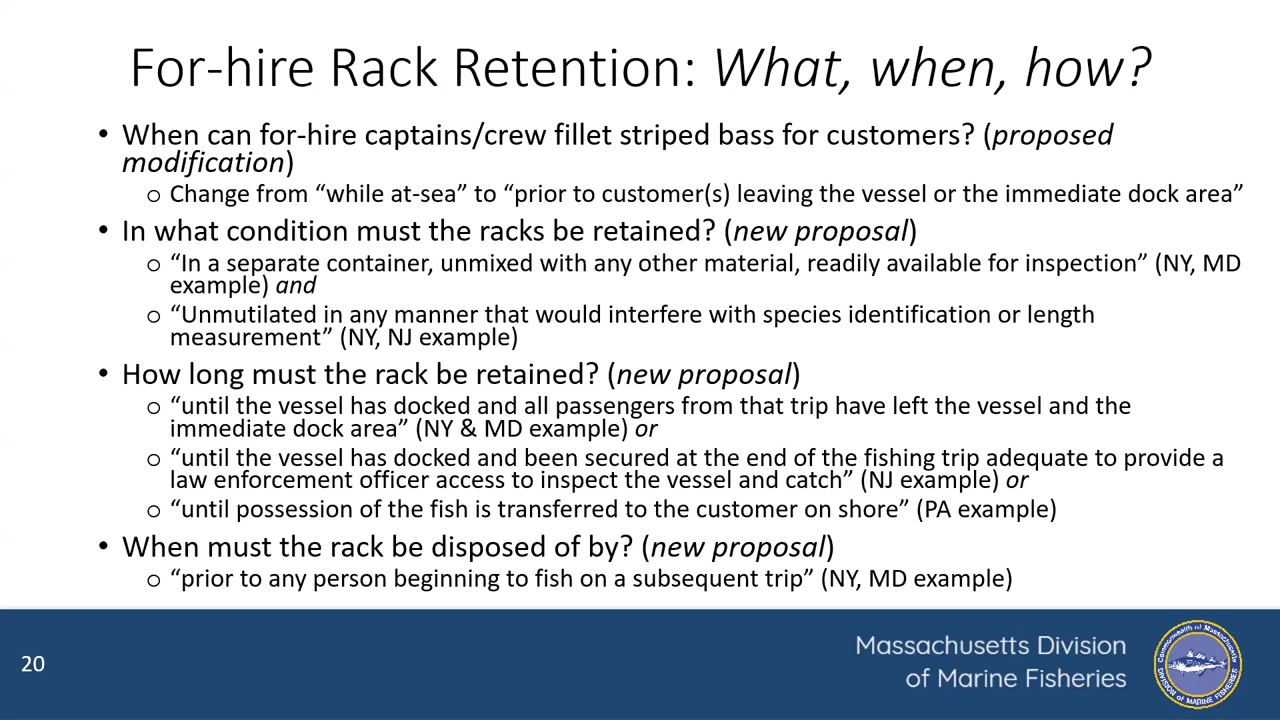 For-hire Rack Retention: What, when, how?
• When can for-hire captains/crew fillet striped bass for customers? (proposed
modification)
o Change from “while at-sea” to “prior to customer(s) leaving the vessel or the immediate dock area”
• In what condition must the racks be retained? (new proposal)
o “In a separate container, unmixed with any other material, readily available for inspection” (NY, MD
example) and
o “Unmutilated in any manner that would interfere with species identification or length
measurement” (NY, NJ example)
• How long must the rack be retained? (new proposal)
o “until the vessel has docked and all passengers from that trip have left the vessel and the
immediate dock area” (NY & MD example) or
o “until the vessel has docked and been secured at the end of the fishing trip adequate to provide a
law enforcement officer access to inspect the vessel and catch” (NJ example) or
o “until possession of the fish is transferred to the customer on shore” (PA example)
• When must the rack be disposed of by? (new proposal)
o “prior to any person beginning to fish on a subsequent trip” (NY, MD example)
20
Massachusetts Division
of Marine Fisheries
Commonwealth of Massachusetts
DIVISION of MARINE FISHERIES